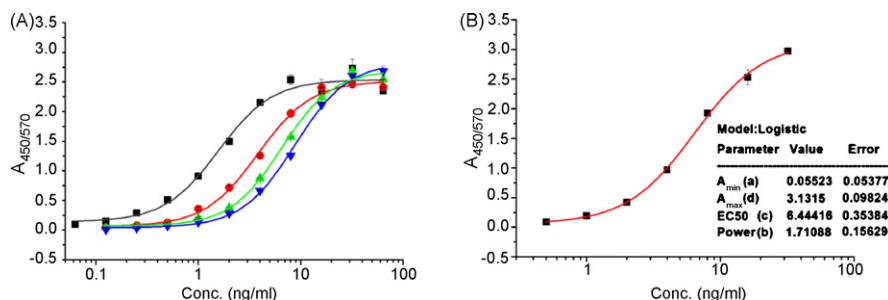 (A)
3.5
3.0
2.5
2.0
1.5
1.0
0.5
0.0
-0.5
A450/570
0.1
1
10
100
Conc. (ng/ml)
(B)
3.5
3.0
2.5
2.0
1.5
1.0
0.5
0.0
-0.5
A450/570
1
10
100
Conc. (ng/ml)
Model:Logistic
Parameter Value Error
Amin (a) 0.05523 0.05377
Amax (d) 3.1315 0.09824
EC50 (c) 6.44416 0.35384
Power(b) 1.71088 0.15629